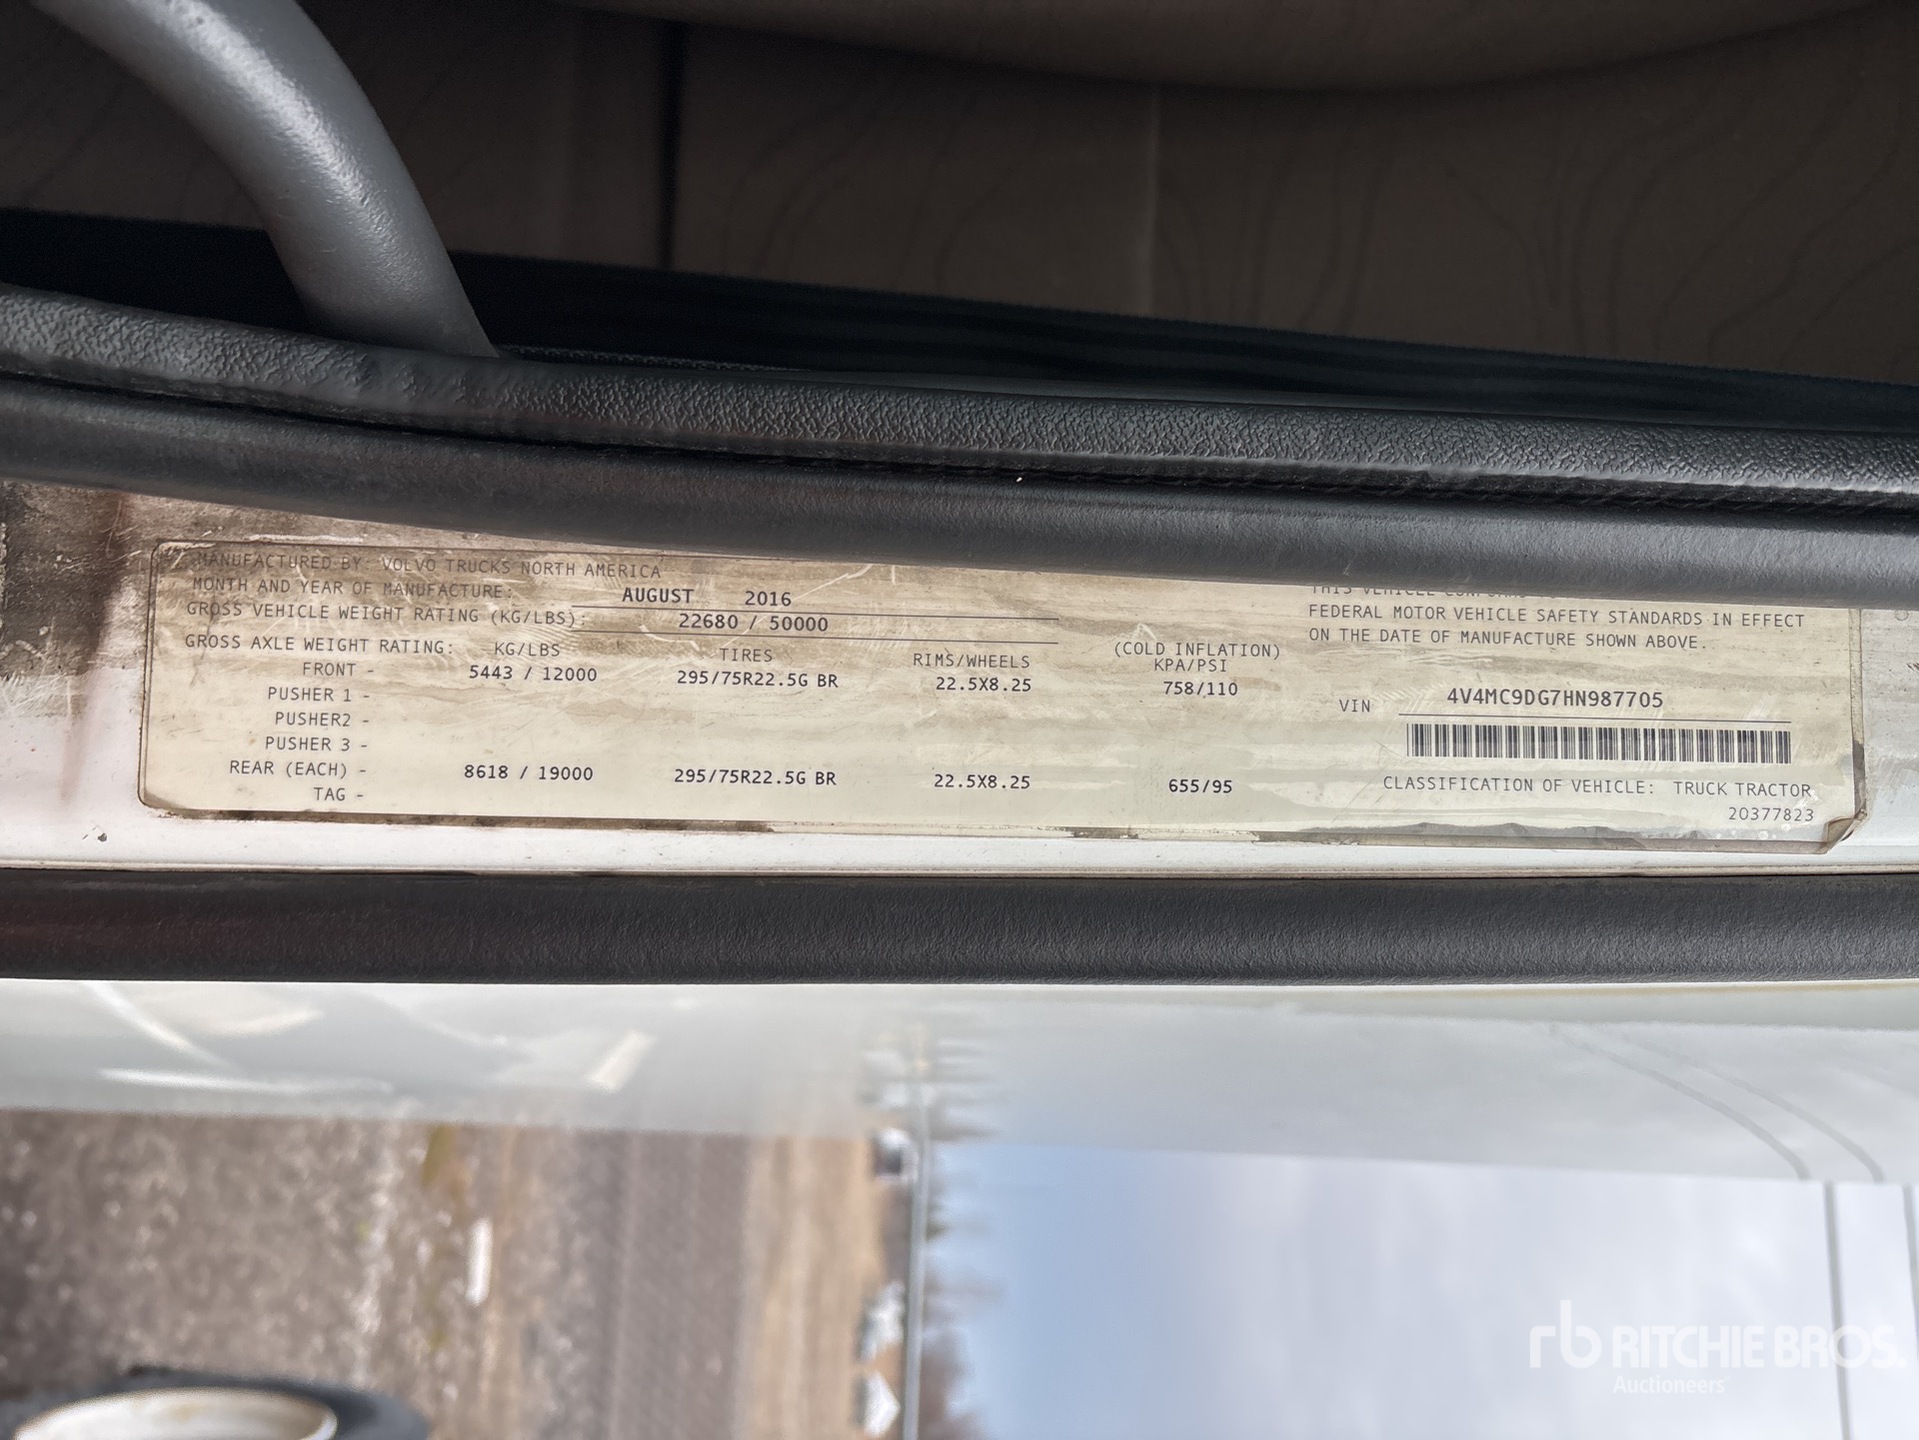 MANUFACTURED BY: VOLVO TRUCKS NORTH AMERICA
MONTH AND YEAR OF MANUFACTURE: AUGUST 2016
GROSS VEHICLE WEIGHT RATING (KG/LBS): 22680 / 50000
GROSS AXLE WEIGHT RATING: KG/LBS TIRES RIMS/WHEELS (COLD INFLATION) KPA/PSI
FRONT - 5443 / 12000 295/75R22.5G BR 22.5X8.25 758/110
PUSHER 1 -
PUSHER2 -
PUSHER 3 -
REAR (EACH) - 8618 / 19000 295/75R22.5G BR 22.5X8.25 655/95
TAG -
THIS VEHICLE
FEDERAL MOTOR VEHICLE SAFETY STANDARDS IN EFFECT
ON THE DATE OF MANUFACTURE SHOWN ABOVE.
VIN 4V4MC9DG7HN987705
CLASSIFICATION OF VEHICLE: TRUCK TRACTOR
20377823
rb RITCHIE BROS.
Auctioneers